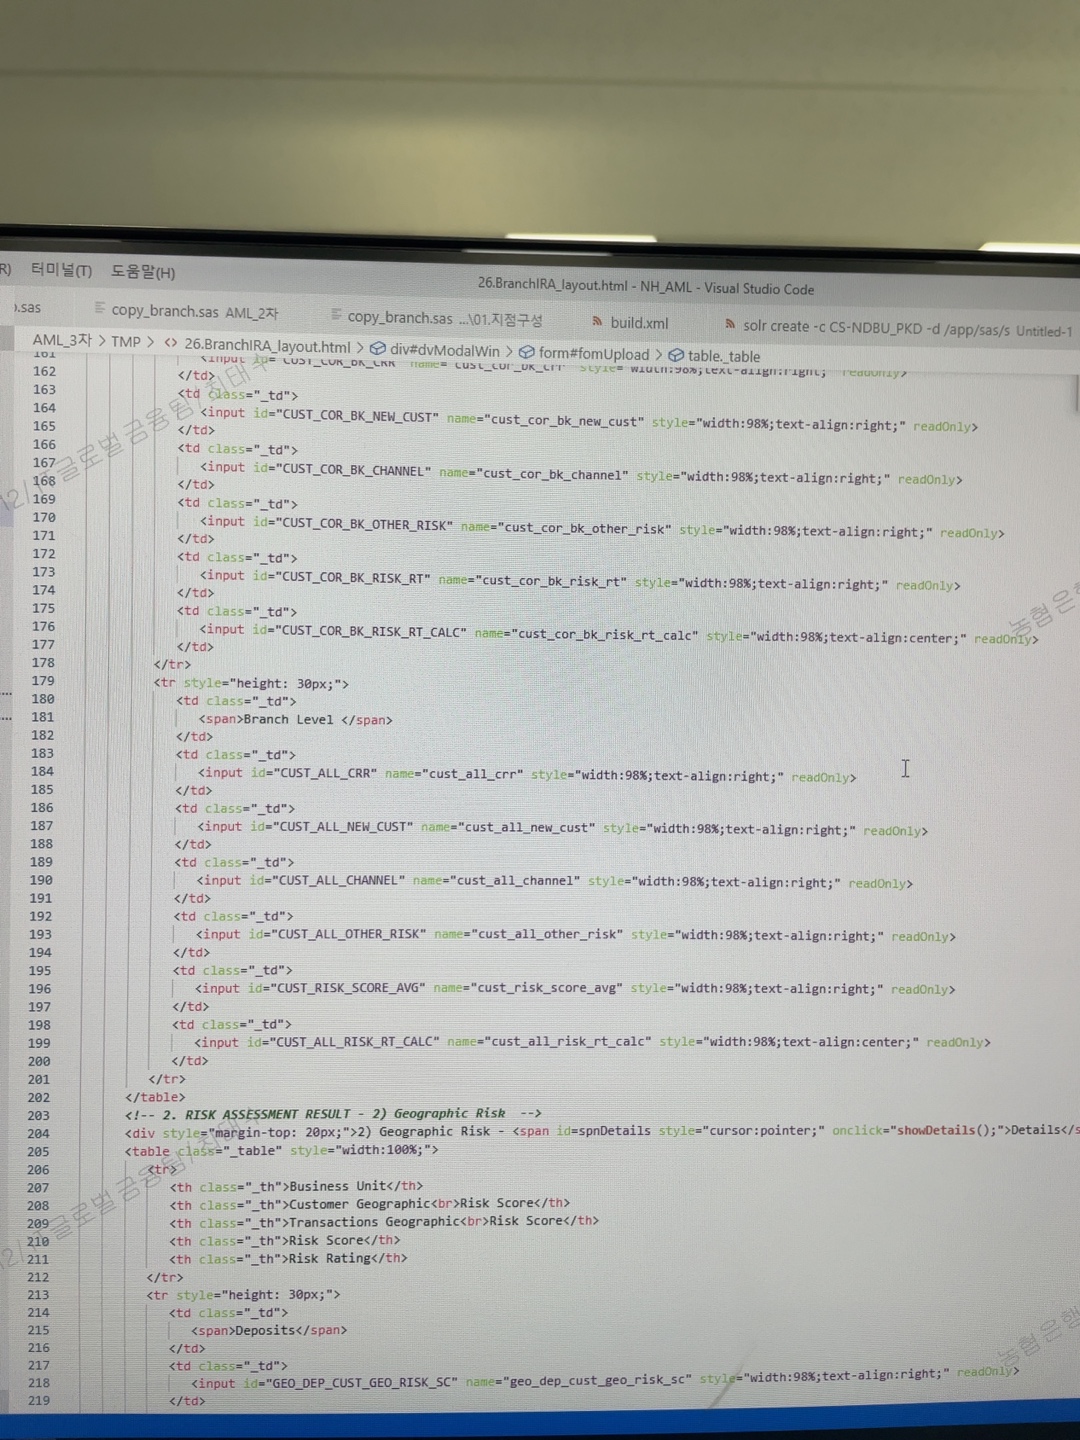 터미널(T) 도움말(H)
26.BranchIRA_layout.html - NH_AML - Visual Studio Code
).sas copy_branch.sas AML_2차 copy_branch.sas ...\01.지점구성 build.xml solr create -c CS-NDBU_PKD -d /app/sas/s Untitled-1
AML_3차 > TMP > <> 26.BranchIRA_layout.html > div#dvModalWin > form#fomUpload > table._table
161 <input id="CUST_COR_BK_CRR" name="cust_cor_bk_crr" style="width:98%;text-align:right;" readOnly>
162 </td>
163 <td class="_td">
164 <input id="CUST_COR_BK_NEW_CUST" name="cust_cor_bk_new_cust" style="width:98%;text-align:right;" readOnly>
165 </td>
166 <td class="_td">
167 <input id="CUST_COR_BK_CHANNEL" name="cust_cor_bk_channel" style="width:98%;text-align:right;" readOnly>
168 </td>
169 <td class="_td">
170 <input id="CUST_COR_BK_OTHER_RISK" name="cust_cor_bk_other_risk" style="width:98%;text-align:right;" readOnly>
171 </td>
172 <td class="_td">
173 <input id="CUST_COR_BK_RISK_RT" name="cust_cor_bk_risk_rt" style="width:98%;text-align:right;" readOnly>
174 </td>
175 <td class="_td">
176 <input id="CUST_COR_BK_RISK_RT_CALC" name="cust_cor_bk_risk_rt_calc" style="width:98%;text-align:center;" readOnly>
177 </td>
178 </tr>
179 <tr style="height: 30px;">
180 <td class="_td">
181 <span>Branch Level </span>
182 </td>
183 <td class="_td">
184 <input id="CUST_ALL_CRR" name="cust_all_crr" style="width:98%;text-align:right;" readOnly>
185 </td>
186 <td class="_td">
187 <input id="CUST_ALL_NEW_CUST" name="cust_all_new_cust" style="width:98%;text-align:right;" readOnly>
188 </td>
189 <td class="_td">
190 <input id="CUST_ALL_CHANNEL" name="cust_all_channel" style="width:98%;text-align:right;" readOnly>
191 </td>
192 <td class="_td">
193 <input id="CUST_ALL_OTHER_RISK" name="cust_all_other_risk" style="width:98%;text-align:right;" readOnly>
194 </td>
195 <td class="_td">
196 <input id="CUST_RISK_SCORE_AVG" name="cust_risk_score_avg" style="width:98%;text-align:right;" readOnly>
197 </td>
198 <td class="_td">
199 <input id="CUST_ALL_RISK_RT_CALC" name="cust_all_risk_rt_calc" style="width:98%;text-align:center;" readOnly>
200 </td>
201 </tr>
202 </table>
203 <!-- 2. RISK ASSESSMENT RESULT - 2) Geographic Risk -->
204 <div style="margin-top: 20px;">2) Geographic Risk - <span id=spnDetails style="cursor:pointer;" onclick="showDetails();">Details</s
205 <table class="_table" style="width:100%;">
206 <tr>
207 <th class="_th">Business Unit</th>
208 <th class="_th">Customer Geographic<br>Risk Score</th>
209 <th class="_th">Transactions Geographic<br>Risk Score</th>
210 <th class="_th">Risk Score</th>
211 <th class="_th">Risk Rating</th>
212 </tr>
213 <tr style="height: 30px;">
214 <td class="_td">
215 <span>Deposits</span>
216 </td>
217 <td class="_td">
218 <input id="GEO_DEP_CUST_GEO_RISK_SC" name="geo_dep_cust_geo_risk_sc" style="width:98%;text-align:right;" readOnly>
219 </td>
농협은행
농협은행